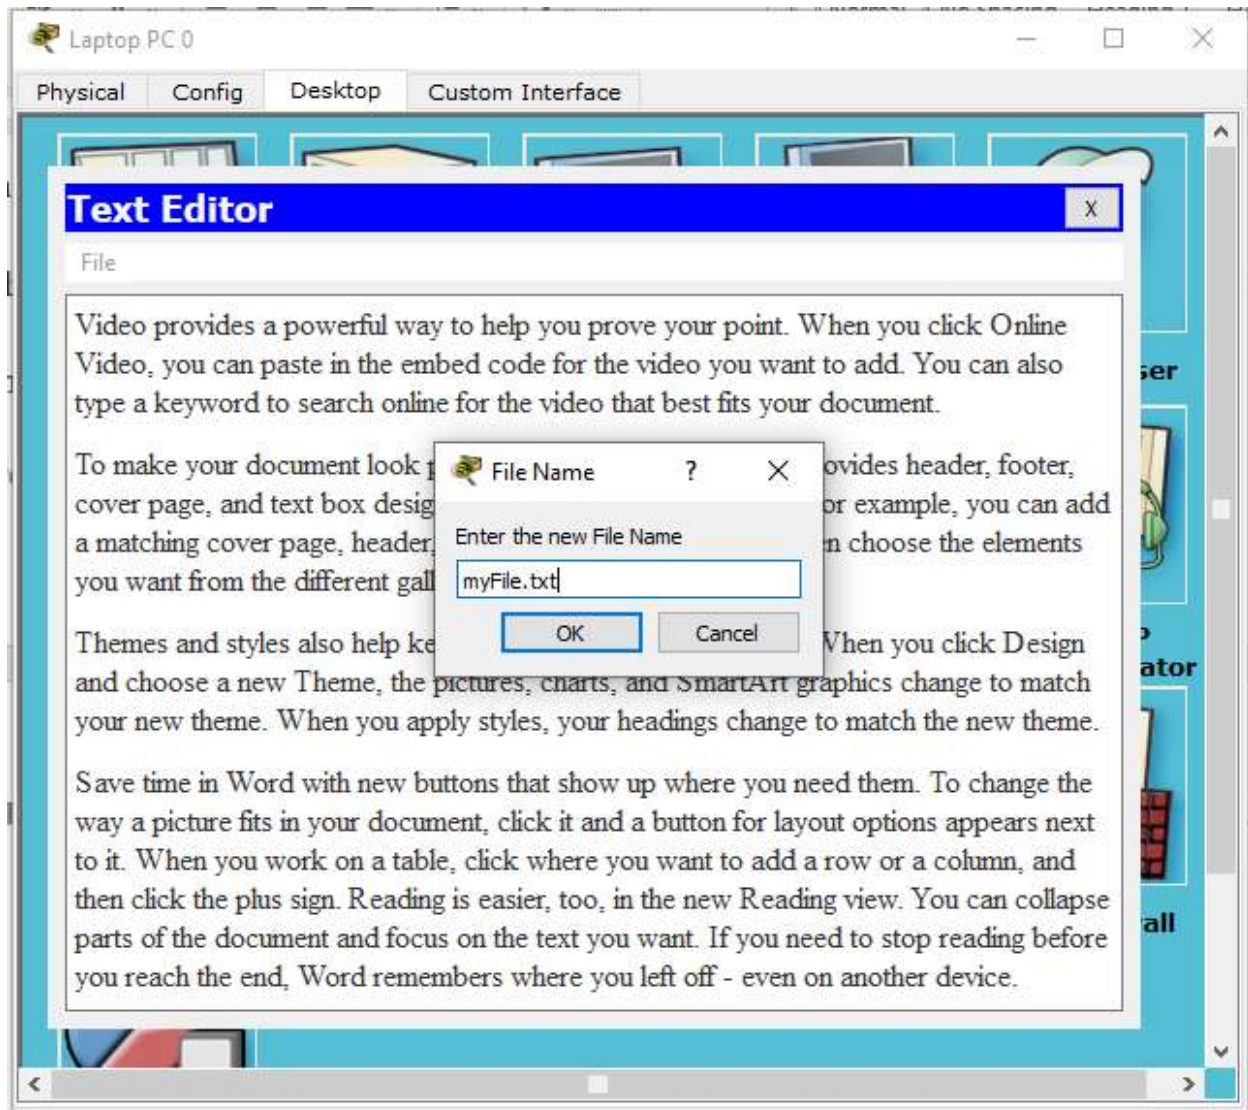 Laptop PC 0
Physical Config Desktop Custom Interface
Text Editor X
File
Video provides a powerful way to help you prove your point. When you click Online
Video, you can paste in the embed code for the video you want to add. You can also
type a keyword to search online for the video that best fits your document.
To make your document look ovides header, footer,
cover page, and text box desig or example, you can add
a matching cover page, header, n choose the elements
you want from the different gall
Themes and styles also help ke When you click Design
and choose a new Theme, the pictures, charts, and SmartArt graphics change to match
your new theme. When you apply styles, your headings change to match the new theme.
Save time in Word with new buttons that show up where you need them. To change the
way a picture fits in your document, click it and a button for layout options appears next
to it. When you work on a table, click where you want to add a row or a column, and
then click the plus sign. Reading is easier, too, in the new Reading view. You can collapse
parts of the document and focus on the text you want. If you need to stop reading before
you reach the end, Word remembers where you left off - even on another device.
File Name ?
Enter the new File Name
myFile.txt
OK Cancel
ser
ator
all